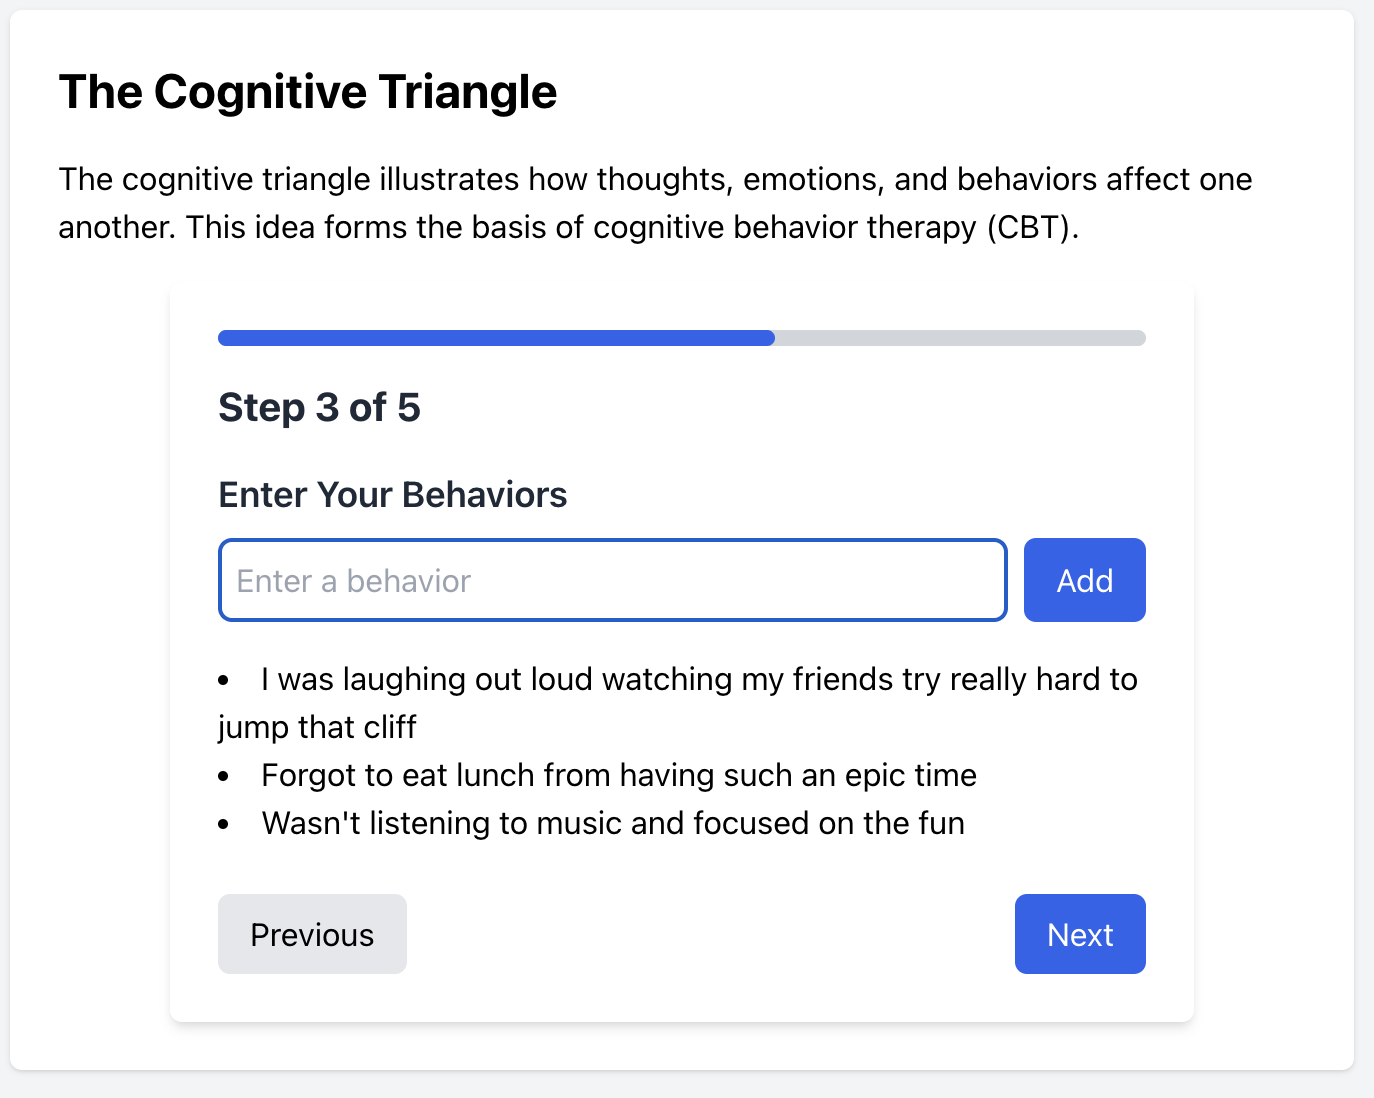 The Cognitive Triangle
The cognitive triangle illustrates how thoughts, emotions, and behaviors affect one
another. This idea forms the basis of cognitive behavior therapy (CBT).
Step 3 of 5
Enter Your Behaviors
Enter a behavior
Add
• I was laughing out loud watching my friends try really hard to
jump that cliff
• Forgot to eat lunch from having such an epic time
• Wasn't listening to music and focused on the fun
Previous
Next